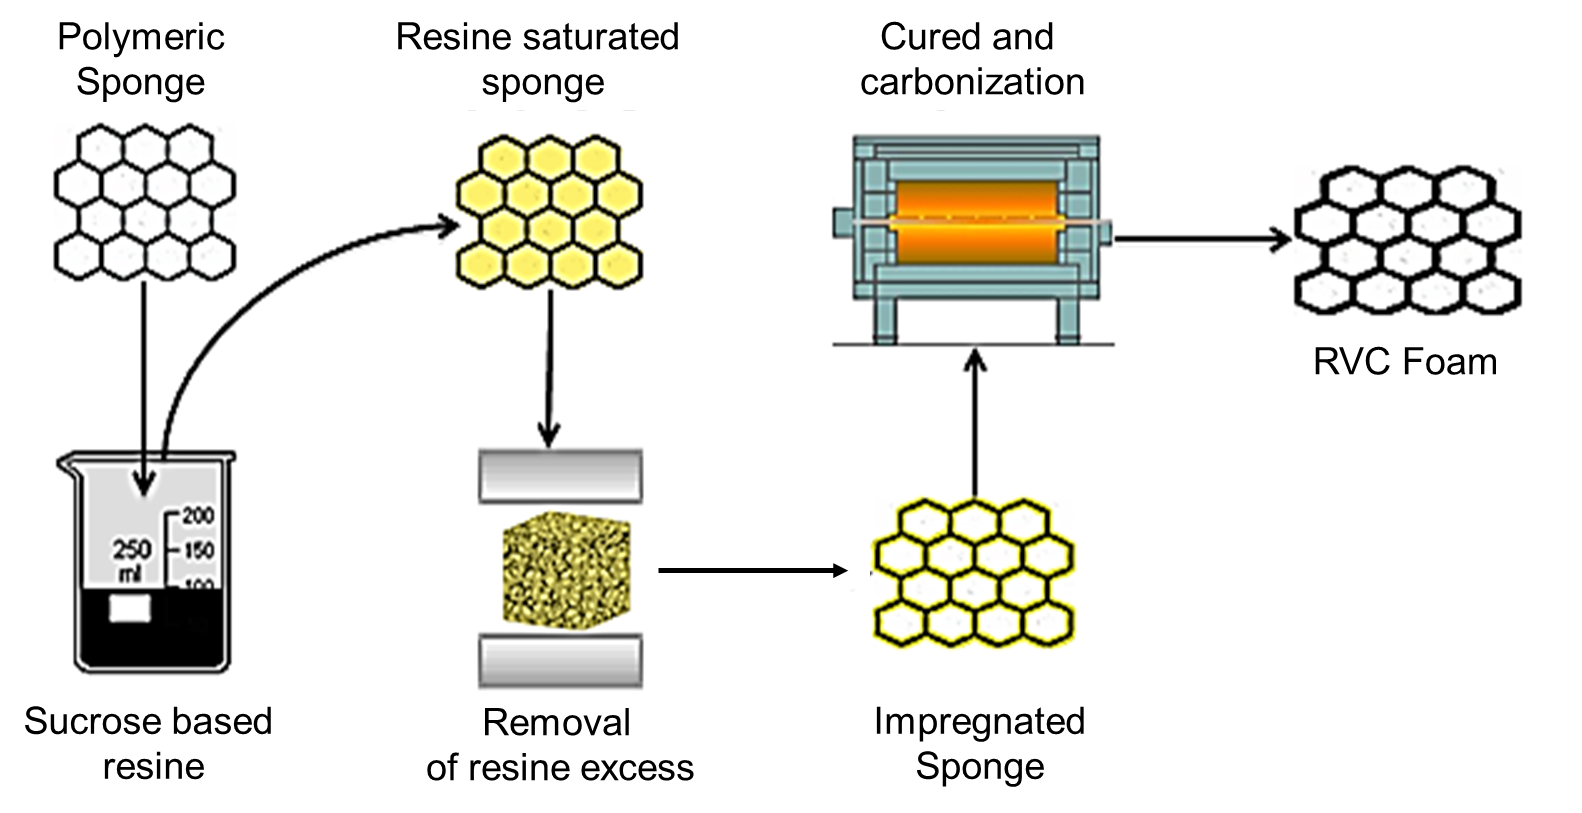 Polymeric
Sponge
Resine saturated
sponge
Cured and
carbonization
RVC Foam
200
250
ml
150
100
Sucrose based
resine
Removal
of resine excess
Impregnated
Sponge